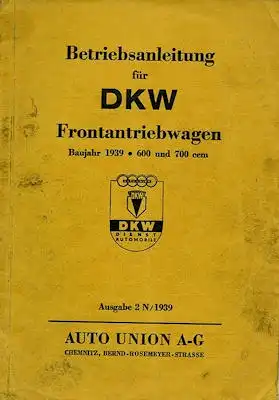 Betriebsanleitung
für
DKW
Frontantriebwagen
Baujahr 1939 • 600 und 700 ccm
DKW
DIENST
AUTOMOBILE
Ausgabe 2 N/1939
AUTO UNION A-G
CHEMNITZ, BERND-ROSEMEYER-STRASSE